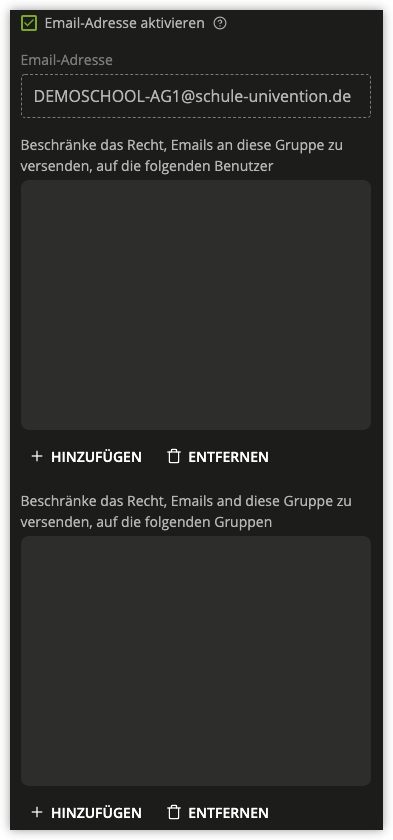 Email-Adresse aktivieren
Email-Adresse
DEMOSCHOOL-AG1@schule-univention.de
Beschränke das Recht, Emails an diese Gruppe zu
versenden, auf die folgenden Benutzer
HINZUFÜGEN ENTFERNEN
Beschränke das Recht, Emails and diese Gruppe zu
versenden, auf die folgenden Gruppen
HINZUFÜGEN ENTFERNEN